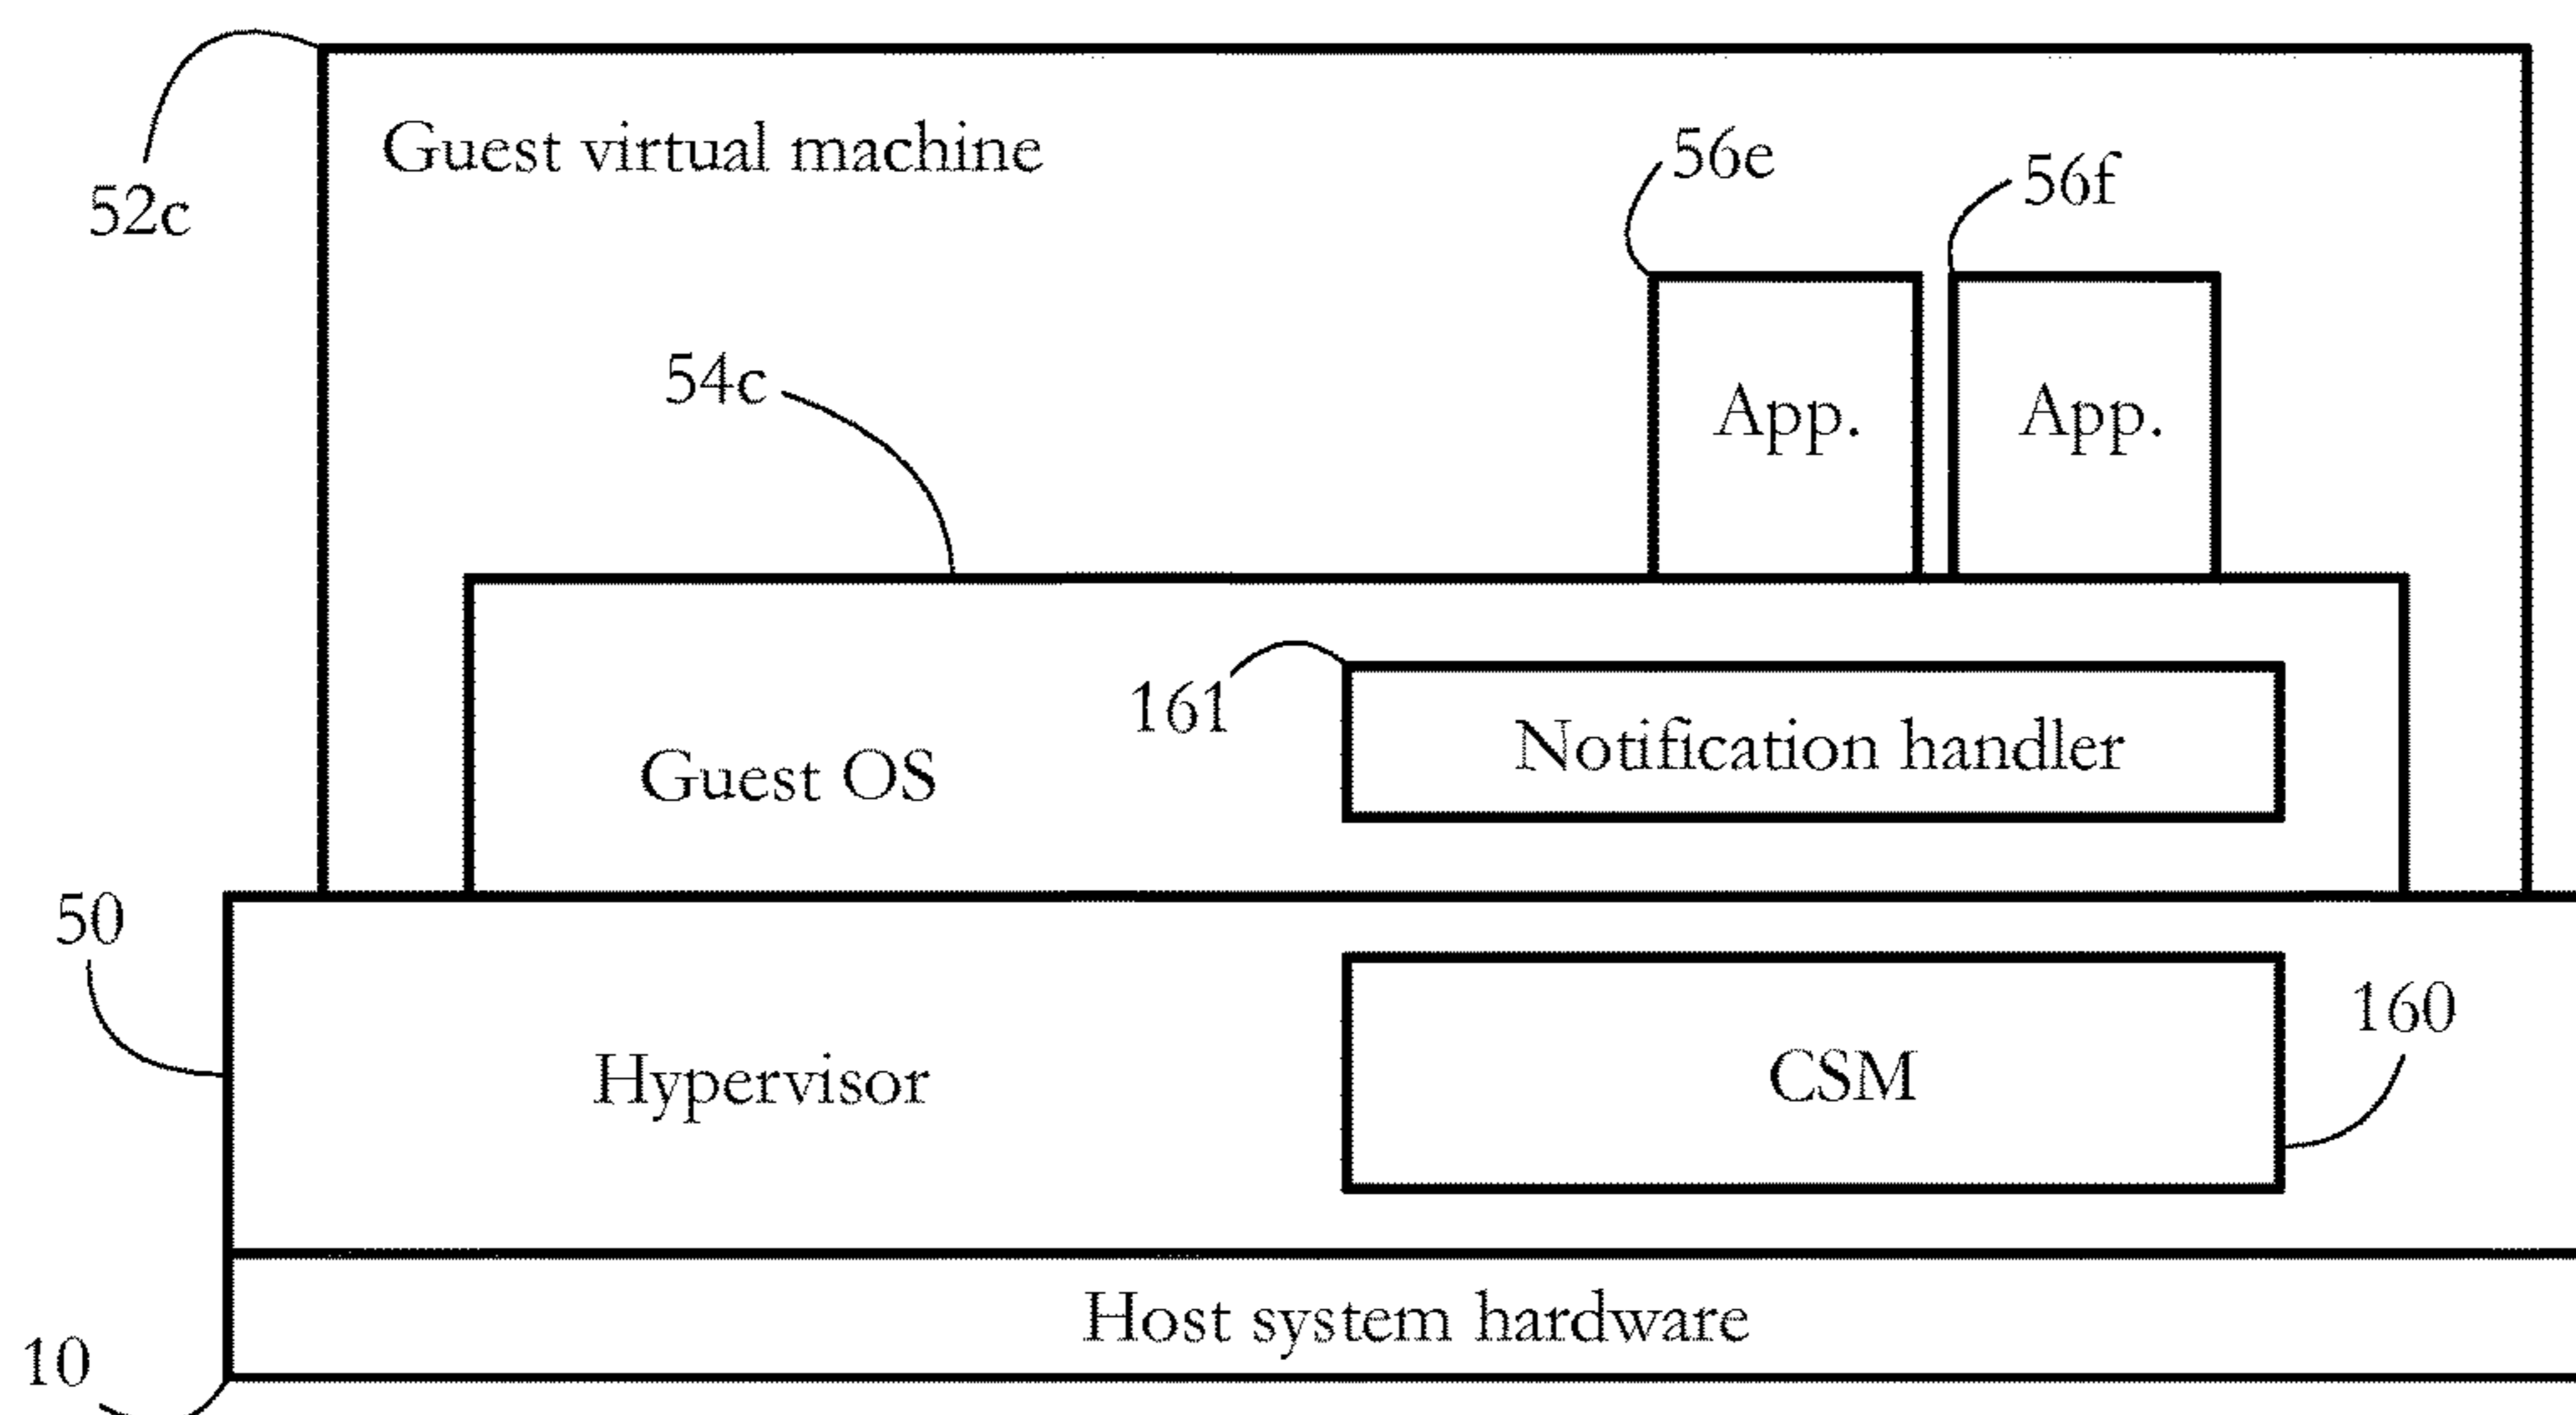 Guest virtual machine
52c
56e
56f
54c
App.
App.
161
Notification handler
Guest OS
50
160
Hypervisor
CSM
Host system hardware
10